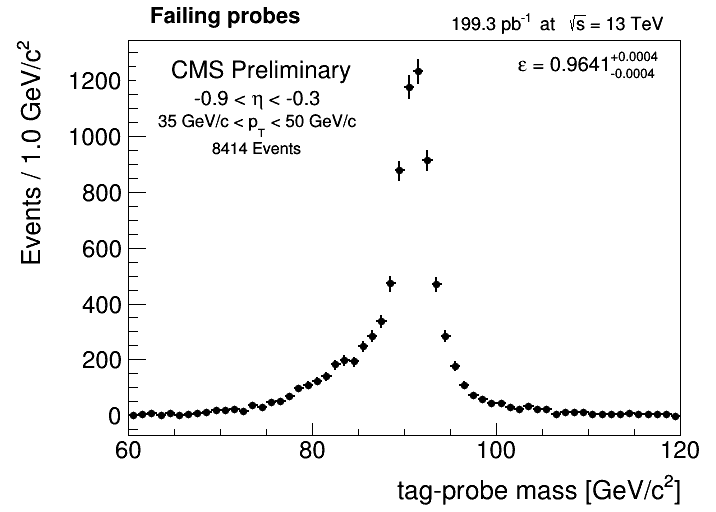 Failing probes
199.3 pb⁻¹ at √s = 13 TeV
CMS Preliminary
-0.9 < η < -0.3
35 GeV/c < p_T < 50 GeV/c
8414 Events
ε = 0.9641 +0.0004 -0.0004
Events / 1.0 GeV/c²
1200
1000
800
600
400
200
0
60 80 100 120
tag-probe mass [GeV/c²]